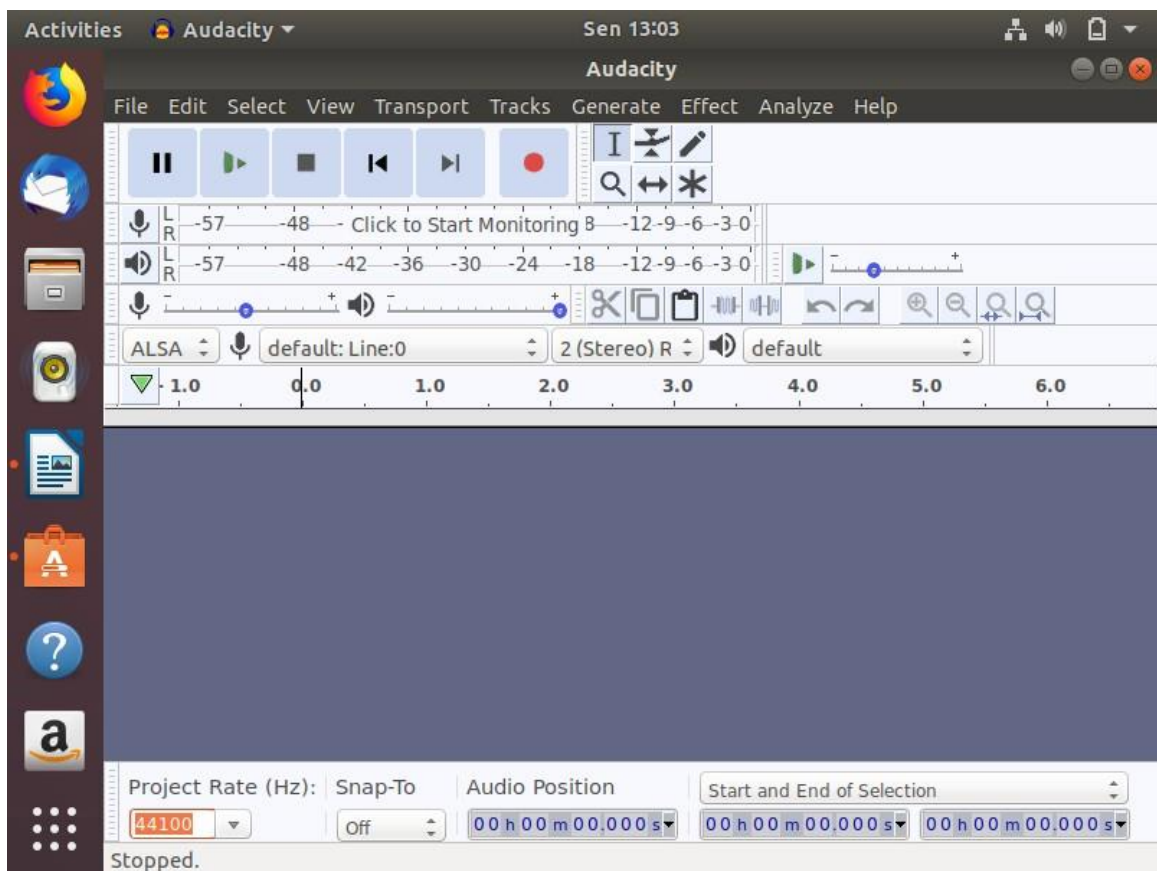 Activities Audacity Sen 13:03
Audacity
File Edit Select View Transport Tracks Generate Effect Analyze Help
L R -57 -48 - Click to Start Monitoring 8 -12 -9 -6 -3 0
L R -57 -48 -42 -36 -30 -24 -18 -12 -9 -6 -3 0 - +
- + - +
ALSA default: Line:0 2 (Stereo) R default
- 1.0 0.0 1.0 2.0 3.0 4.0 5.0 6.0
Project Rate (Hz): Snap-To Audio Position Start and End of Selection
44100 Off 00 h 00 m 00.000 s 00 h 00 m 00.000 s 00 h 00 m 00.000 s
Stopped.